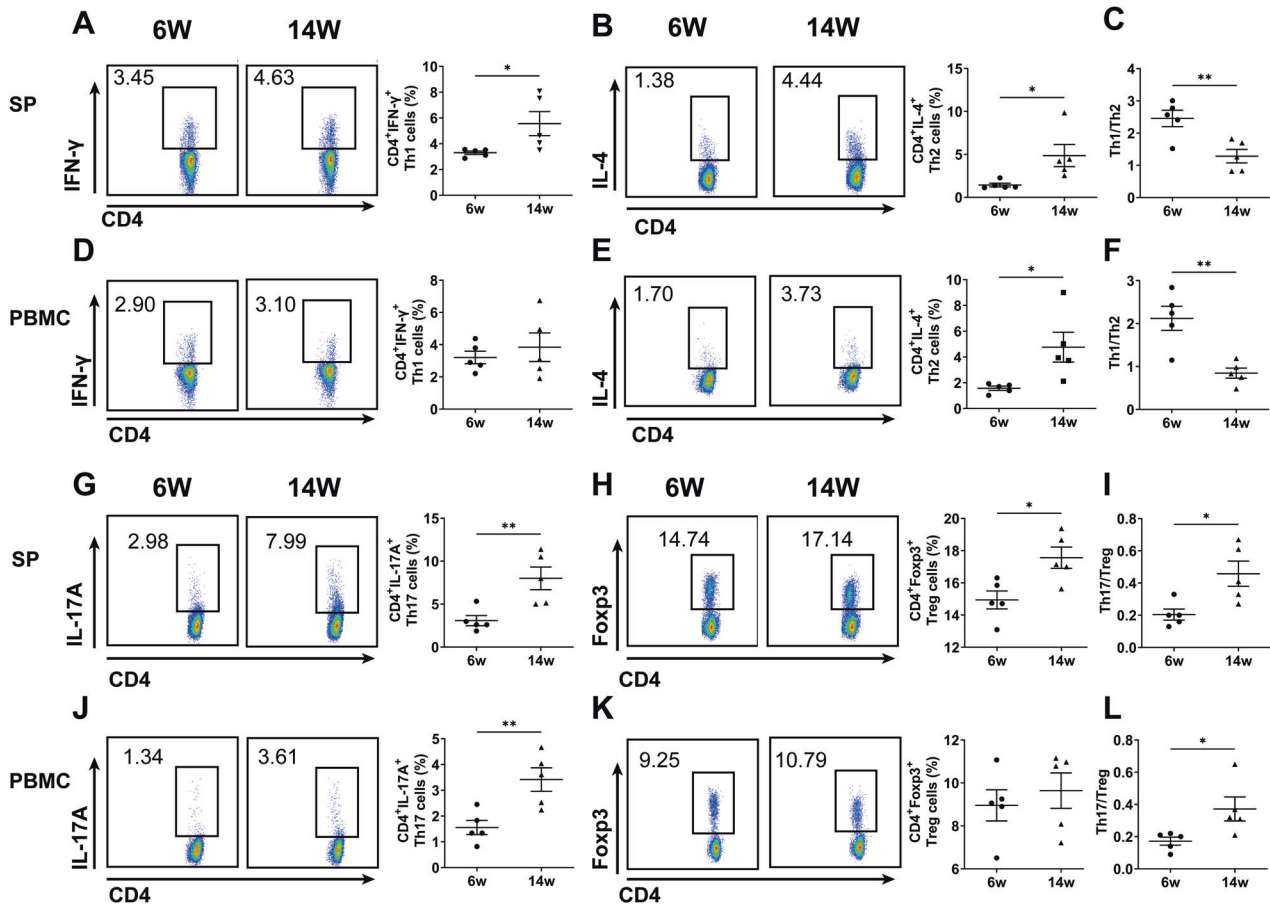 A
6W 14W
SP
3.45 4.63
IFN-γ
CD4
CD4+IFN-γ+
Th1 cells (%)
10
8
6
4
2
0
*
6w 14w
B
6W 14W
1.38 4.44
IL-4
CD4
CD4+IL-4+
Th2 cells (%)
15
10
5
0
*
6w 14w
C
Th1/Th2
4
3
2
1
0
**
6w 14w
D
PBMC
2.90 3.10
IFN-γ
CD4
CD4+IFN-γ+
Th1 cells (%)
8
6
4
2
0
6w 14w
E
1.70 3.73
IL-4
CD4
CD4+IL-4+
Th2 cells (%)
10
8
6
4
2
0
*
6w 14w
F
Th1/Th2
3
2
1
0
**
6w 14w
G
6W 14W
SP
2.98 7.99
IL-17A
CD4
CD4+IL-17A+
Th17 cells (%)
15
10
5
0
**
6w 14w
H
6W 14W
14.74 17.14
Foxp3
CD4
CD4+Foxp3+
Treg cells (%)
20
18
16
14
12
*
6w 14w
I
Th17/Treg
0.8
0.6
0.4
0.2
0.0
*
6w 14w
J
PBMC
1.34 3.61
IL-17A
CD4
CD4+IL-17A+
Th17 cells (%)
5
4
3
2
1
0
**
6w 14w
K
9.25 10.79
Foxp3
CD4
CD4+Foxp3+
Treg cells (%)
12
10
8
6
6w 14w
L
Th17/Treg
0.8
0.6
0.4
0.2
0.0
*
6w 14w